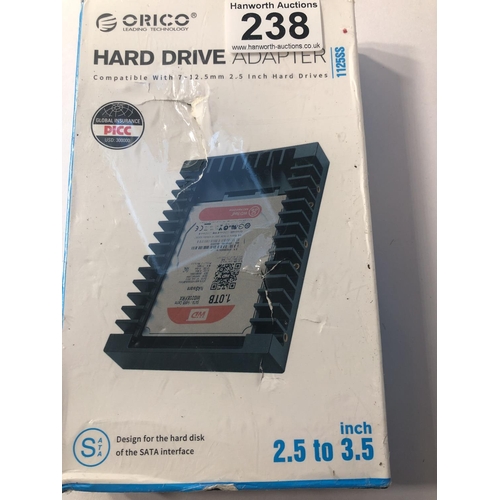 ORICO
LEADING TECHNOLOGY
Hanworth Auctions
238
www.hanworth-auctions.co.uk
HARD DRIVE ADAPTER
Compatible With 7-12.5mm 2.5 Inch Hard Drives
1125SS
GLOBAL INSURANCE
PICC
1.0TB
S
ATA
Design for the hard disk
of the SATA interface
inch
2.5 to 3.5